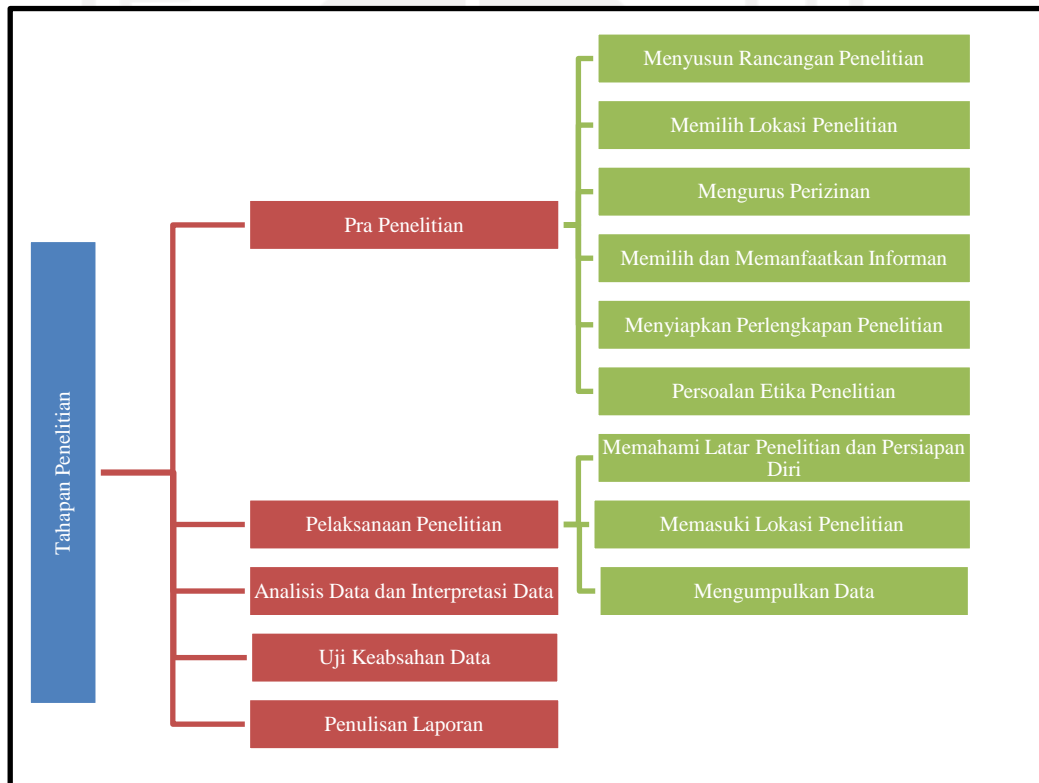 Tahapan Penelitian
Pra Penelitian
Menyusun Rancangan Penelitian
Memilih Lokasi Penelitian
Mengurus Perizinan
Memilih dan Memanfaatkan Informan
Menyiapkan Perlengkapan Penelitian
Persoalan Etika Penelitian
Pelaksanaan Penelitian
Memahami Latar Penelitian dan Persiapan
Diri
Memasuki Lokasi Penelitian
Mengumpulkan Data
Analisis Data dan Interpretasi Data
Uji Keabsahan Data
Penulisan Laporan